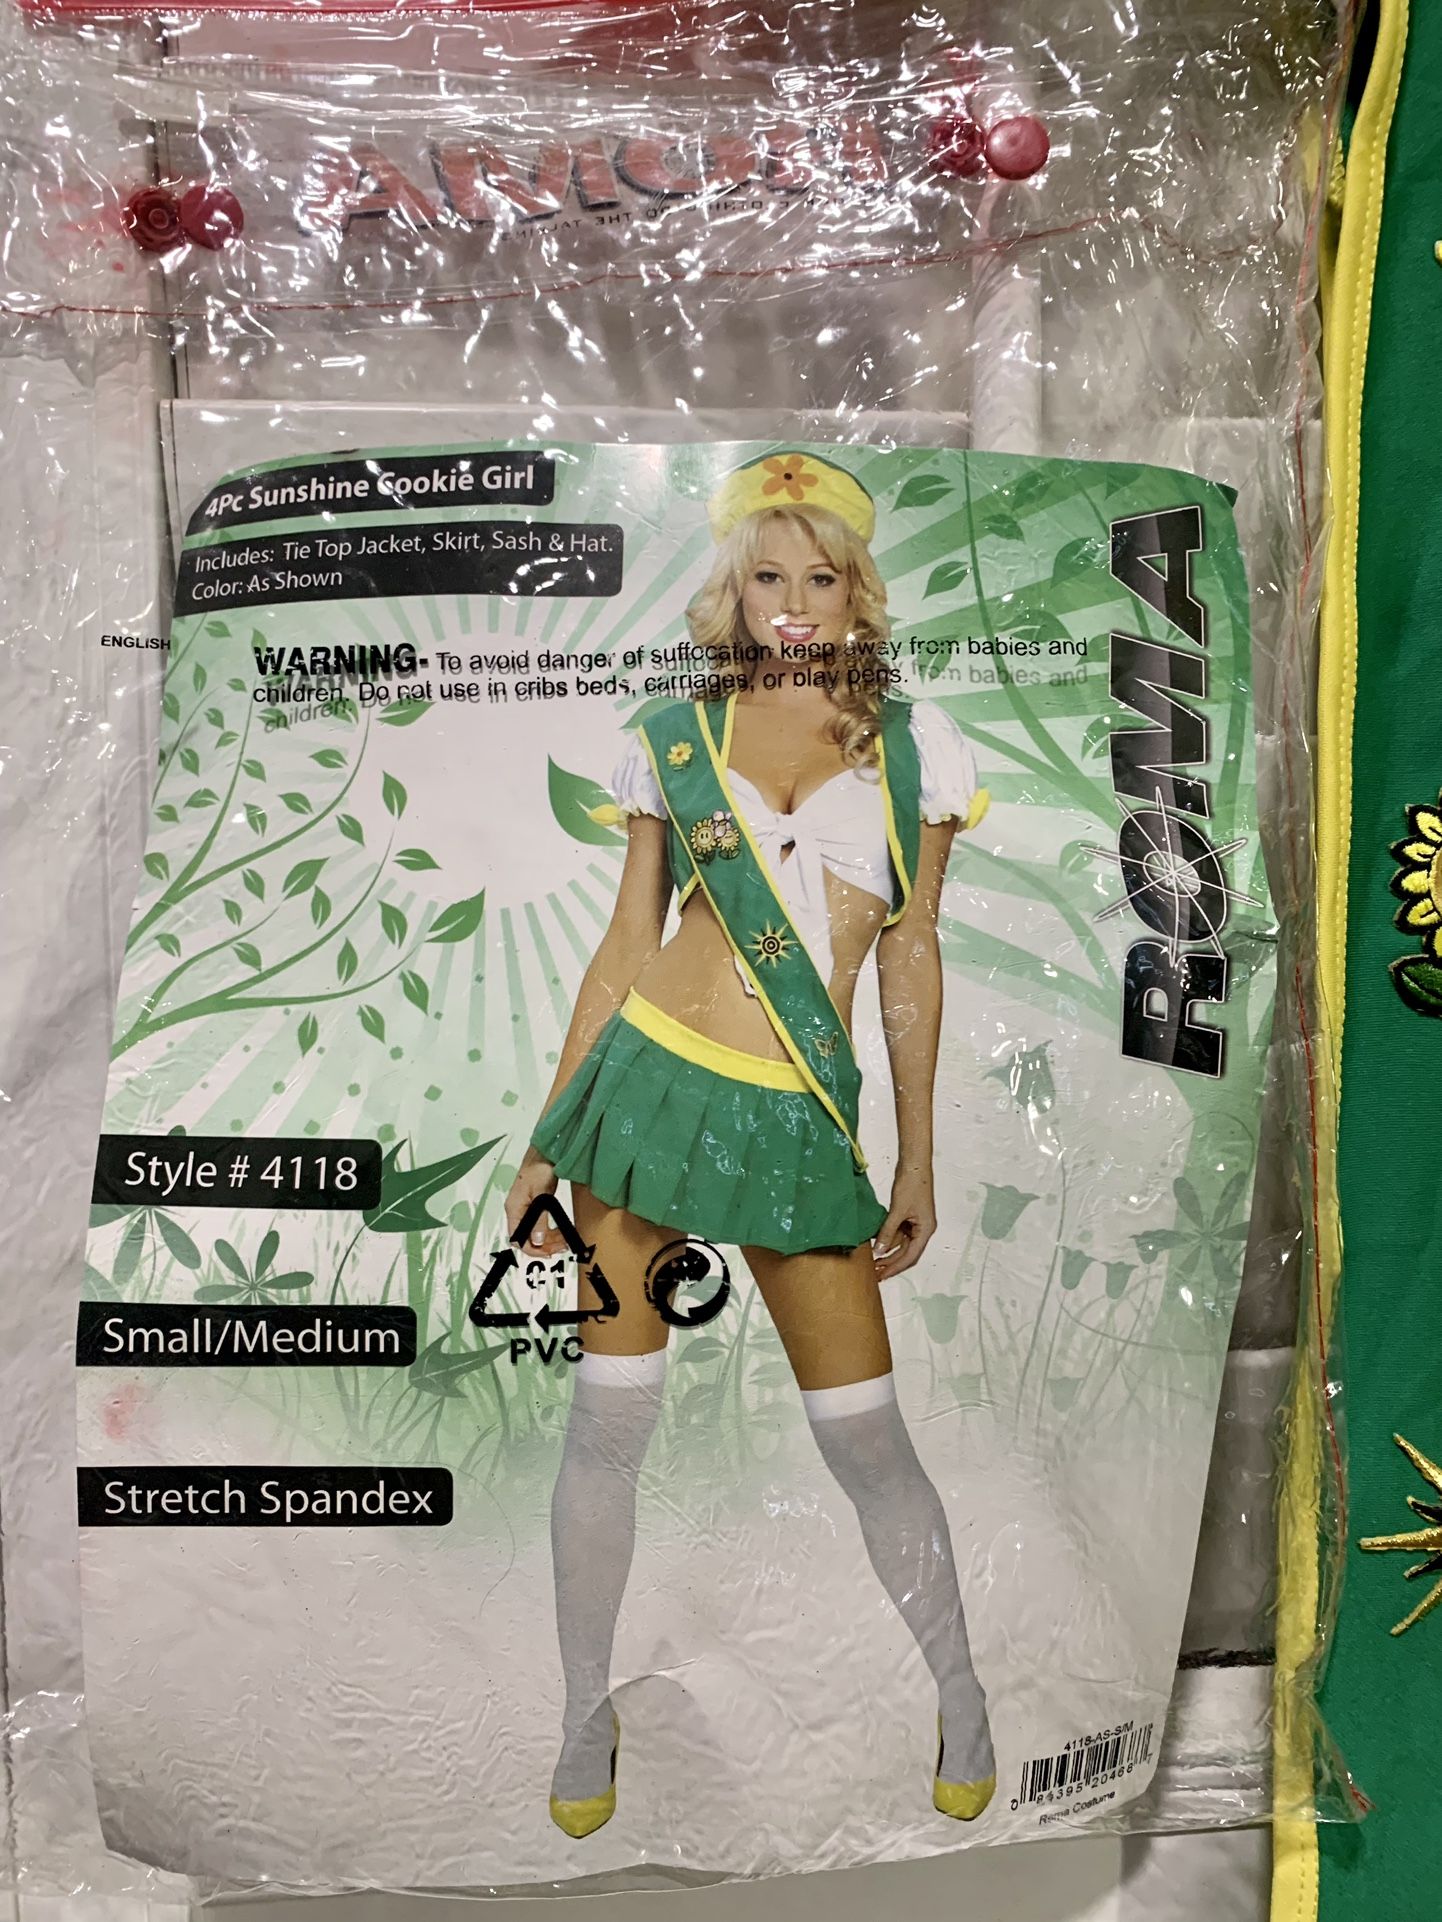 AMOR
4Pc Sunshine Cookie Girl
Includes: Tie Top Jacket, Skirt, Sash & Hat.
Color: As Shown
ROMA
ENGLISH
WARNING- To avoid danger of suffocation keep away from babies and
children. Do not use in cribs beds, carriages, or play pens.
Style # 4118
01
PVC
Small/Medium
Stretch Spandex
4118-AS-S/M
Roma Costume